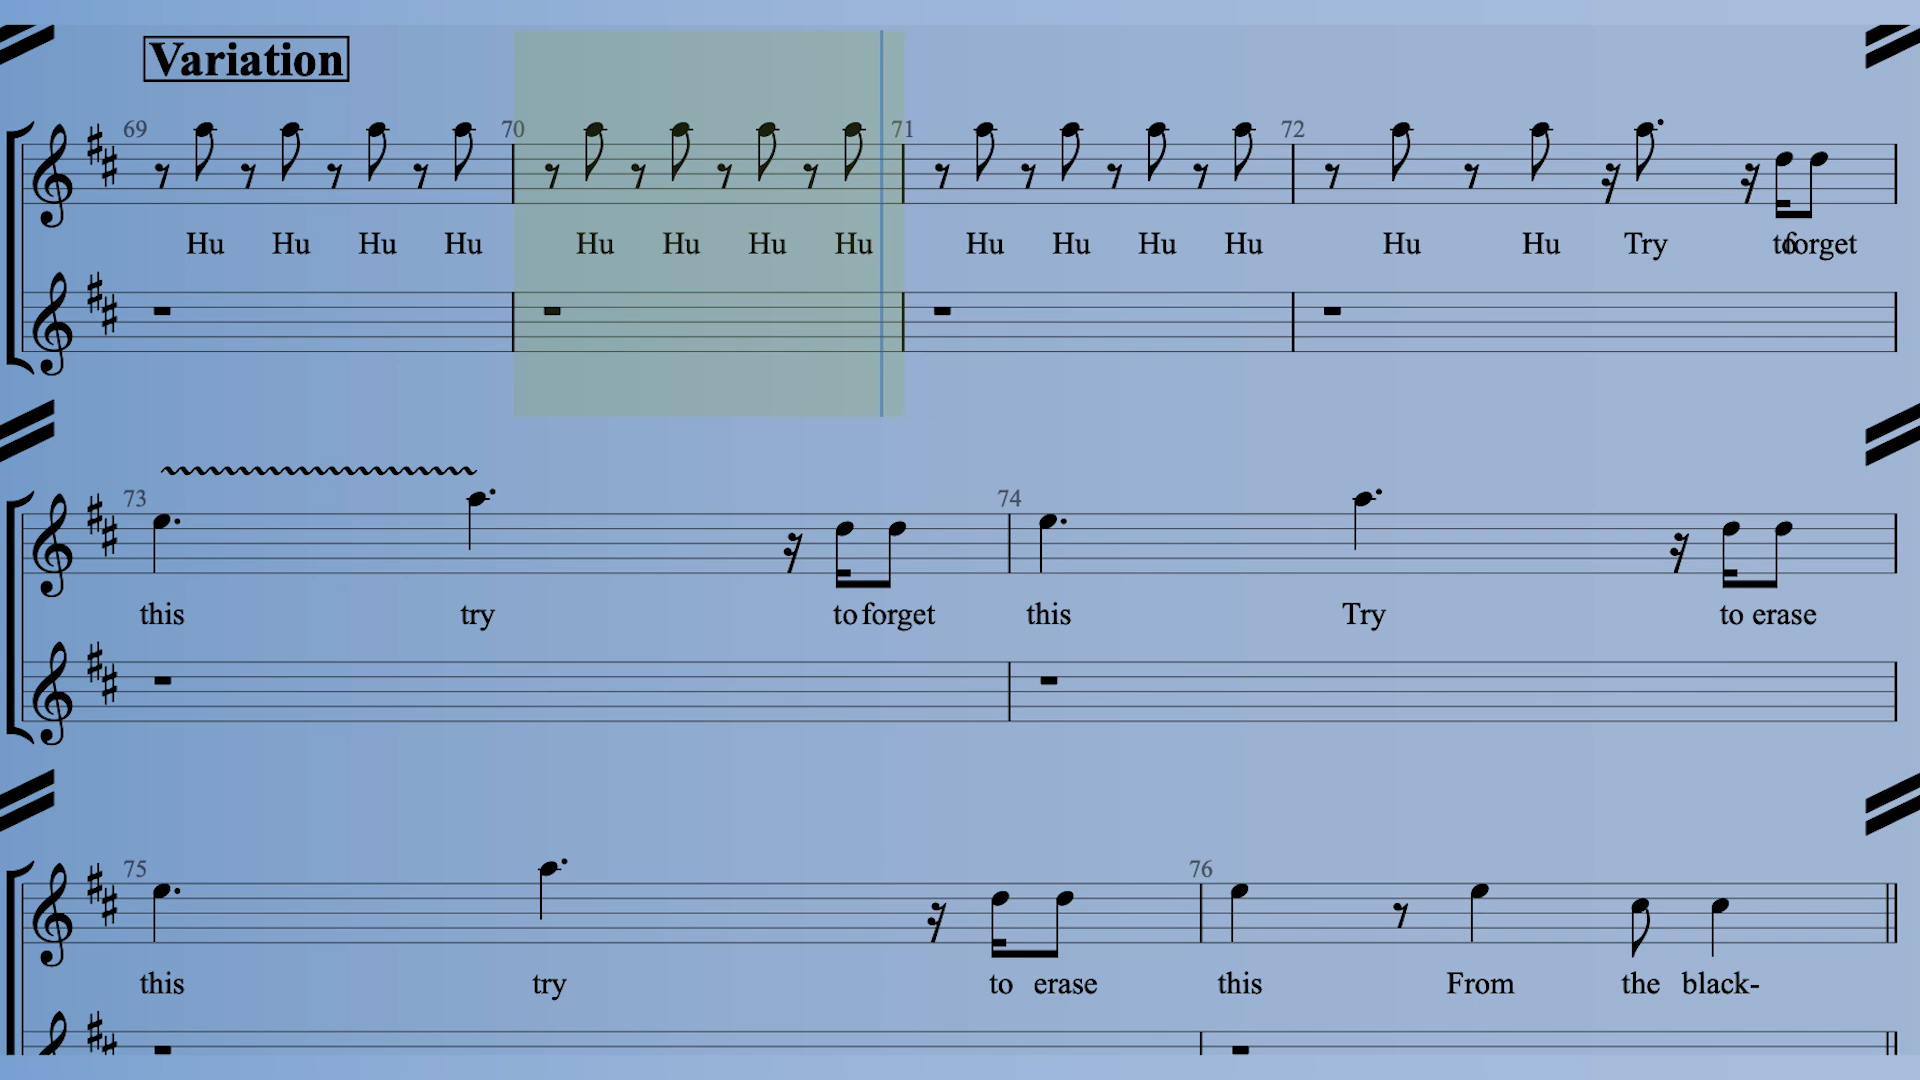 Variation
69 70 71 72
Hu Hu Hu Hu Hu Hu Hu Hu Hu Hu Hu Hu Hu Hu Try to forget
73 74
this try to forget this Try to erase
75 76
this try to erase this From the black-